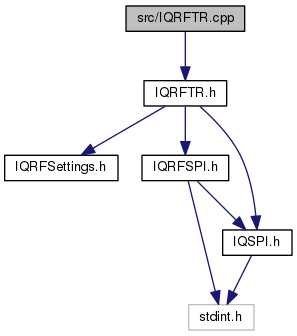 src/IQRFTR.cpp
IQRFTR.h
IQRFSettings.h
IQRFSPI.h
IQSPI.h
stdint.h